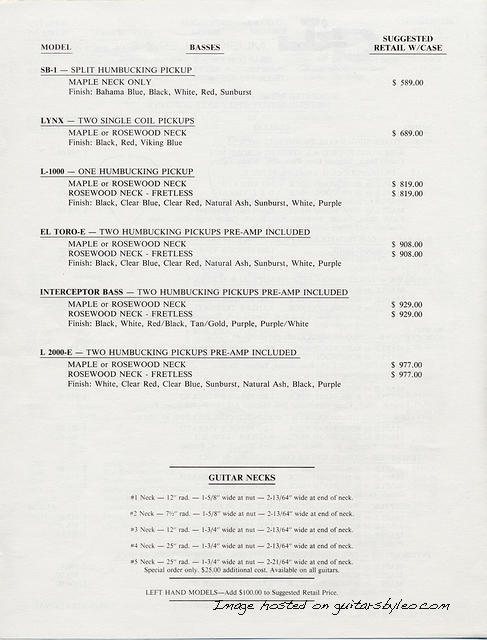 MODEL BASSES SUGGESTED RETAIL W/CASE
SB-1 — SPLIT HUMBUCKING PICKUP
MAPLE NECK ONLY $ 589.00
Finish: Bahama Blue, Black, White, Red, Sunburst
LYNX — TWO SINGLE COIL PICKUPS
MAPLE or ROSEWOOD NECK $ 689.00
Finish: Black, Red, Viking Blue
L-1000 — ONE HUMBUCKING PICKUP
MAPLE or ROSEWOOD NECK $ 819.00
ROSEWOOD NECK - FRETLESS $ 819.00
Finish: Black, Clear Blue, Clear Red, Natural Ash, Sunburst, White, Purple
EL TORO-E — TWO HUMBUCKING PICKUPS PRE-AMP INCLUDED
MAPLE or ROSEWOOD NECK $ 908.00
ROSEWOOD NECK - FRETLESS $ 908.00
Finish: Black, Clear Blue, Clear Red, Natural Ash, Sunburst, White, Purple
INTERCEPTOR BASS — TWO HUMBUCKING PICKUPS PRE-AMP INCLUDED
MAPLE or ROSEWOOD NECK $ 929.00
ROSEWOOD NECK - FRETLESS $ 929.00
Finish: Black, White, Red/Black, Tan/Gold, Purple, Purple/White
L 2000-E — TWO HUMBUCKING PICKUPS PRE-AMP INCLUDED
MAPLE or ROSEWOOD NECK $ 977.00
ROSEWOOD NECK - FRETLESS $ 977.00
Finish: White, Clear Red, Clear Blue, Sunburst, Natural Ash, Black, Purple
GUITAR NECKS
#1 Neck — 12" rad. — 1-5/8" wide at nut — 2-13/64" wide at end of neck.
#2 Neck — 7½" rad. — 1-5/8" wide at nut — 2-13/64" wide at end of neck.
#3 Neck — 12" rad. — 1-3/4" wide at nut — 2-13/64" wide at end of neck.
#4 Neck — 25" rad. — 1-3/4" wide at nut — 2-13/64" wide at end of neck.
#5 Neck — 25" rad. — 1-3/4" wide at nut — 2-21/64" wide at end of neck.
Special order only. $25.00 additional cost. Available on all guitars.
LEFT HAND MODELS—Add $100.00 to Suggested Retail Price.
Image hosted on guitarsbyleo.com